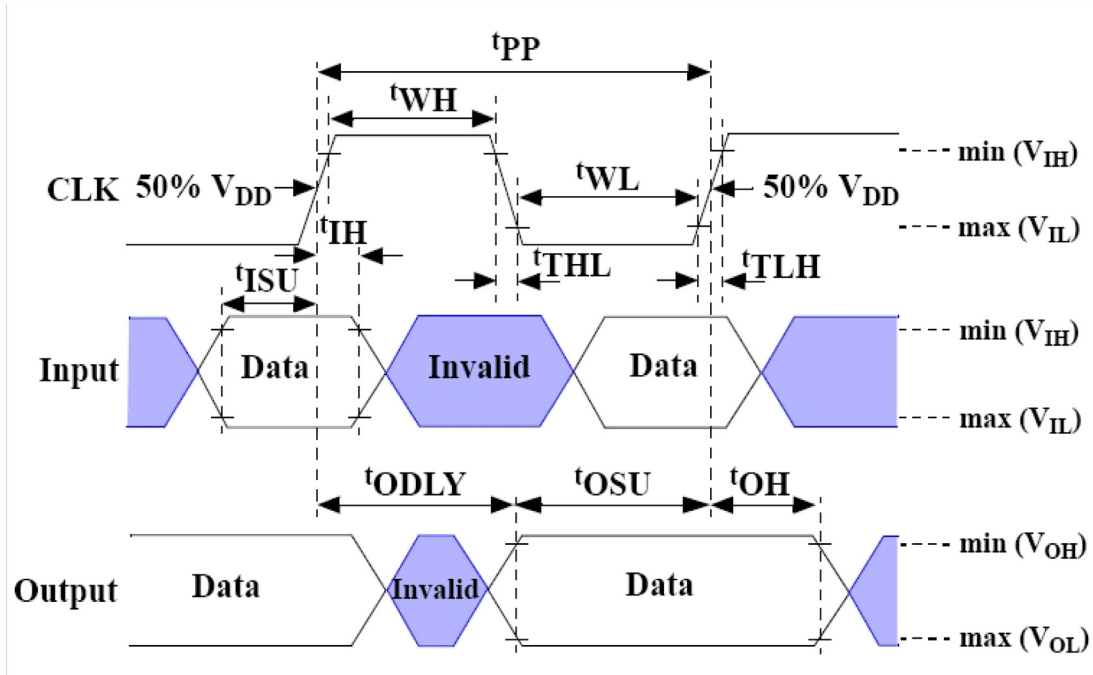 tPP
tWH
min (VIH)
CLK 50% VDD
tWL
50% VDD
max (VIL)
tIH
tTHL
tTLH
tISU
min (VIH)
Input
Data
Invalid
Data
max (VIL)
tODLY
tOSU
tOH
min (VOH)
Output
Data
Invalid
Data
max (VOL)